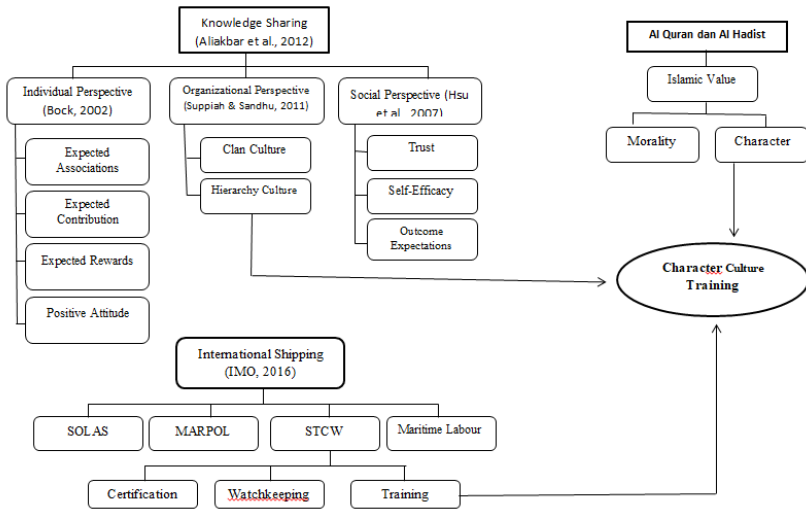 Knowledge Sharing
(Aliakbar et al., 2012)
Al Quran dan Al Hadist
Individual Perspective
(Bock, 2002)
Organizational Perspective
(Suppiah & Sandhu, 2011)
Social Perspective (Hsu
et al., 2007)
Islamic Value
Expected
Associations
Clan Culture
Trust
Morality
Character
Expected
Contribution
Hierarchy Culture
Self-Efficacy
Expected Rewards
Outcome
Expectations
Positive Attitude
Character Culture
Training
International Shipping
(IMO, 2016)
SOLAS
MARPOL
STCW
Maritime Labour
Certification
Watchkeeping
Training